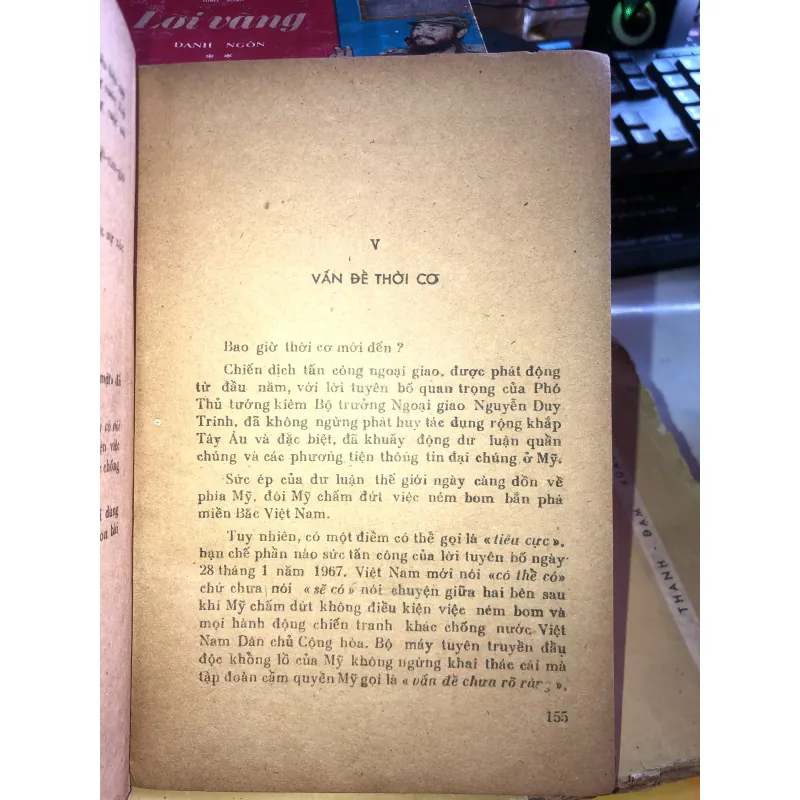 Lời vàng
DANH NGÔN
V
VẤN ĐỀ THỜI CƠ
Bao giờ thời cơ mới đến ?
Chiến dịch tấn công ngoại giao, được phát động
từ đầu năm, với lời tuyên bố quan trọng của Phó
Thủ tướng kiêm Bộ trưởng Ngoại giao Nguyễn Duy
Trinh, đã không ngừng phát huy tác dụng rộng khắp
Tây Âu và đặc biệt, đã khuấy động dư luận quần
chúng và các phương tiện thông tin đại chúng ở Mỹ.
Sức ép của dư luận thế giới ngày càng dồn về
phía Mỹ, đòi Mỹ chấm dứt việc ném bom bắn phá
miền Bắc Việt Nam.
Tuy nhiên, có một điểm có thể gọi là « tiêu cực »,
hạn chế phần nào sức tấn công của lời tuyên bố ngày
28 tháng 1 năm 1967. Việt Nam mới nói «có thể có»
chứ chưa nói « sẽ có » nói chuyện giữa hai bên sau
khi Mỹ chấm dứt không điều kiện việc ném bom và
mọi hành động chiến tranh khác chống nước Việt
Nam Dân chủ Cộng hòa. Bộ máy tuyên truyền đầu
độc khổng lồ của Mỹ không ngừng khai thác cái mà
tập đoàn cầm quyền Mỹ gọi là « vấn đề chưa rõ ràng ».
155
THANH - ĐẠM